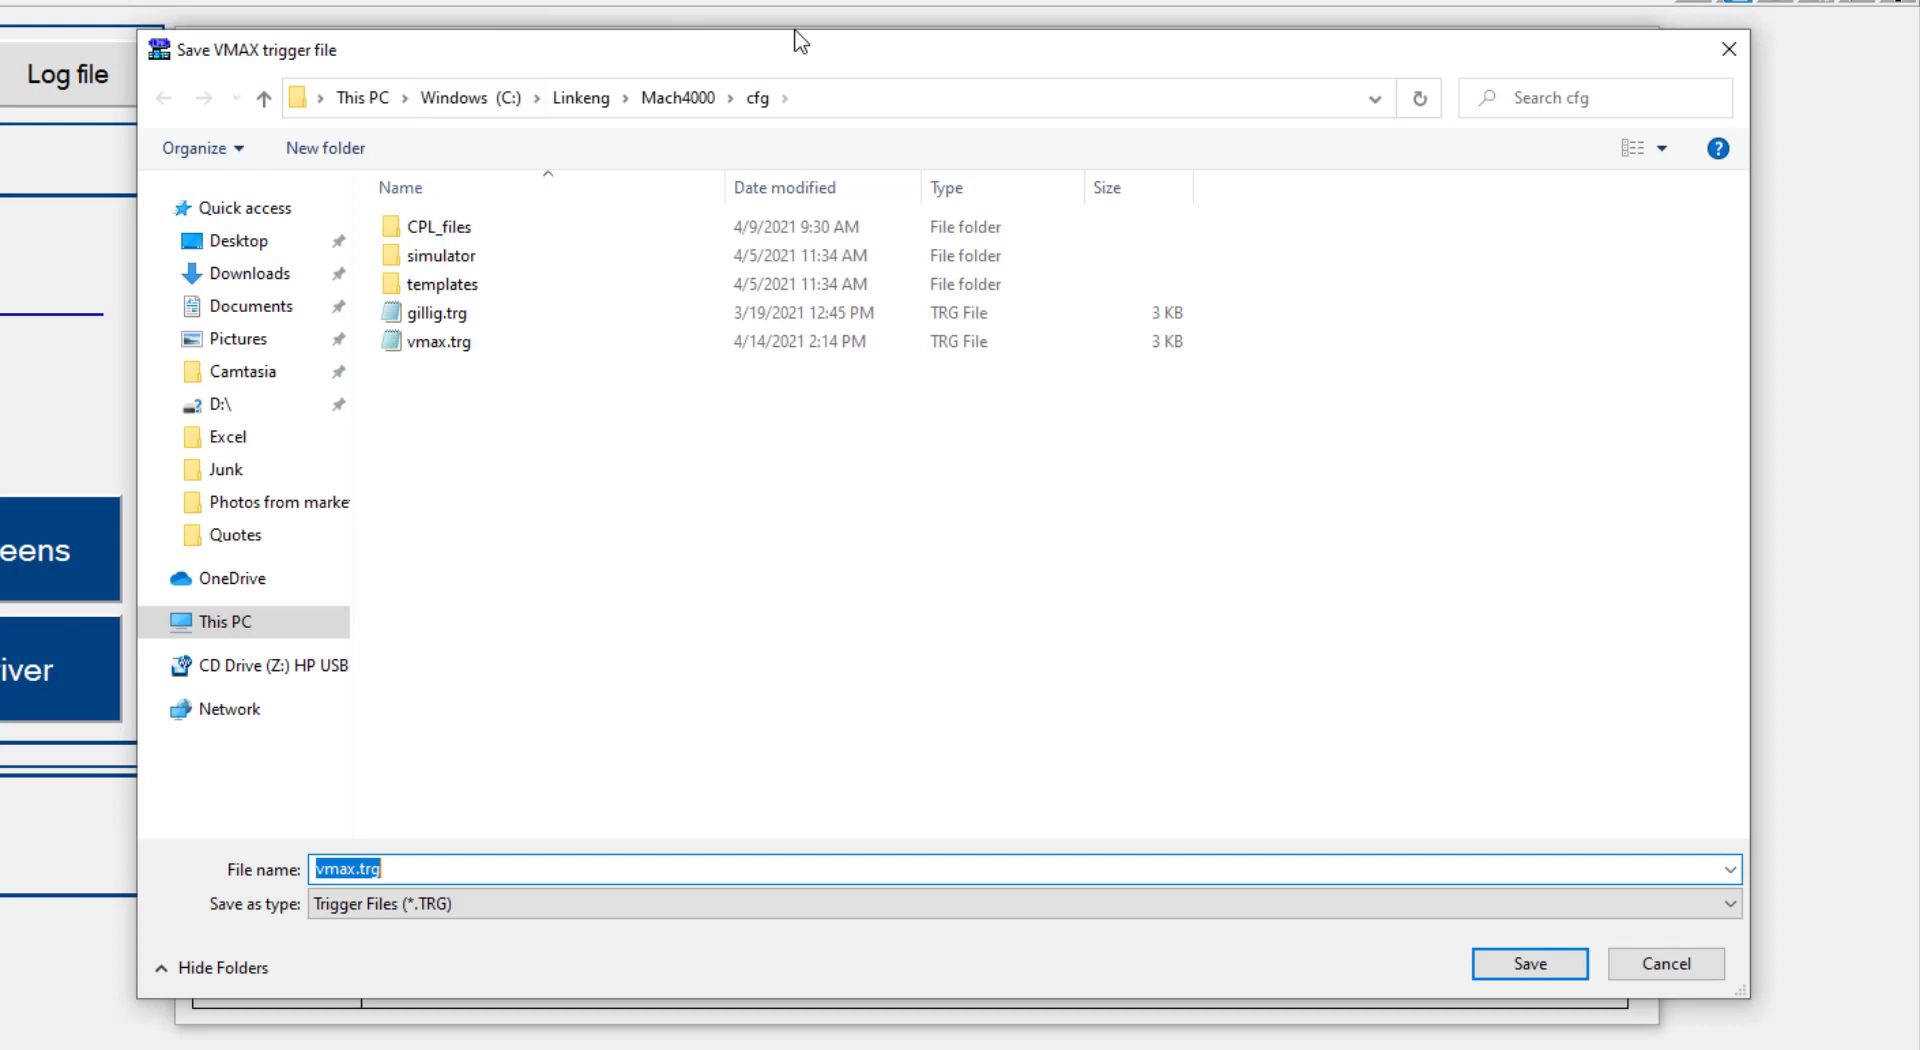 Save VMAX trigger file
Log file
This PC > Windows (C:) > Linkeng > Mach4000 > cfg >
Search cfg
Organize
New folder
Name Date modified Type Size
Quick access
Desktop
Downloads
Documents
Pictures
Camtasia
D:\
Excel
Junk
Photos from marke
Quotes
OneDrive
This PC
CD Drive (Z:) HP USB
Network
CPL_files 4/9/2021 9:30 AM File folder
simulator 4/5/2021 11:34 AM File folder
templates 4/5/2021 11:34 AM File folder
gillig.trg 3/19/2021 12:45 PM TRG File 3 KB
vmax.trg 4/14/2021 2:14 PM TRG File 3 KB
eens
iver
File name: vmax.trg
Save as type: Trigger Files (*.TRG)
Hide Folders
Save
Cancel